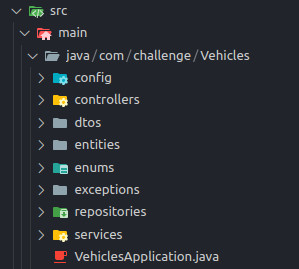 src
main
java/com/challenge/Vehicles
config
controllers
dtos
entities
enums
exceptions
repositories
services
VehiclesApplication.java